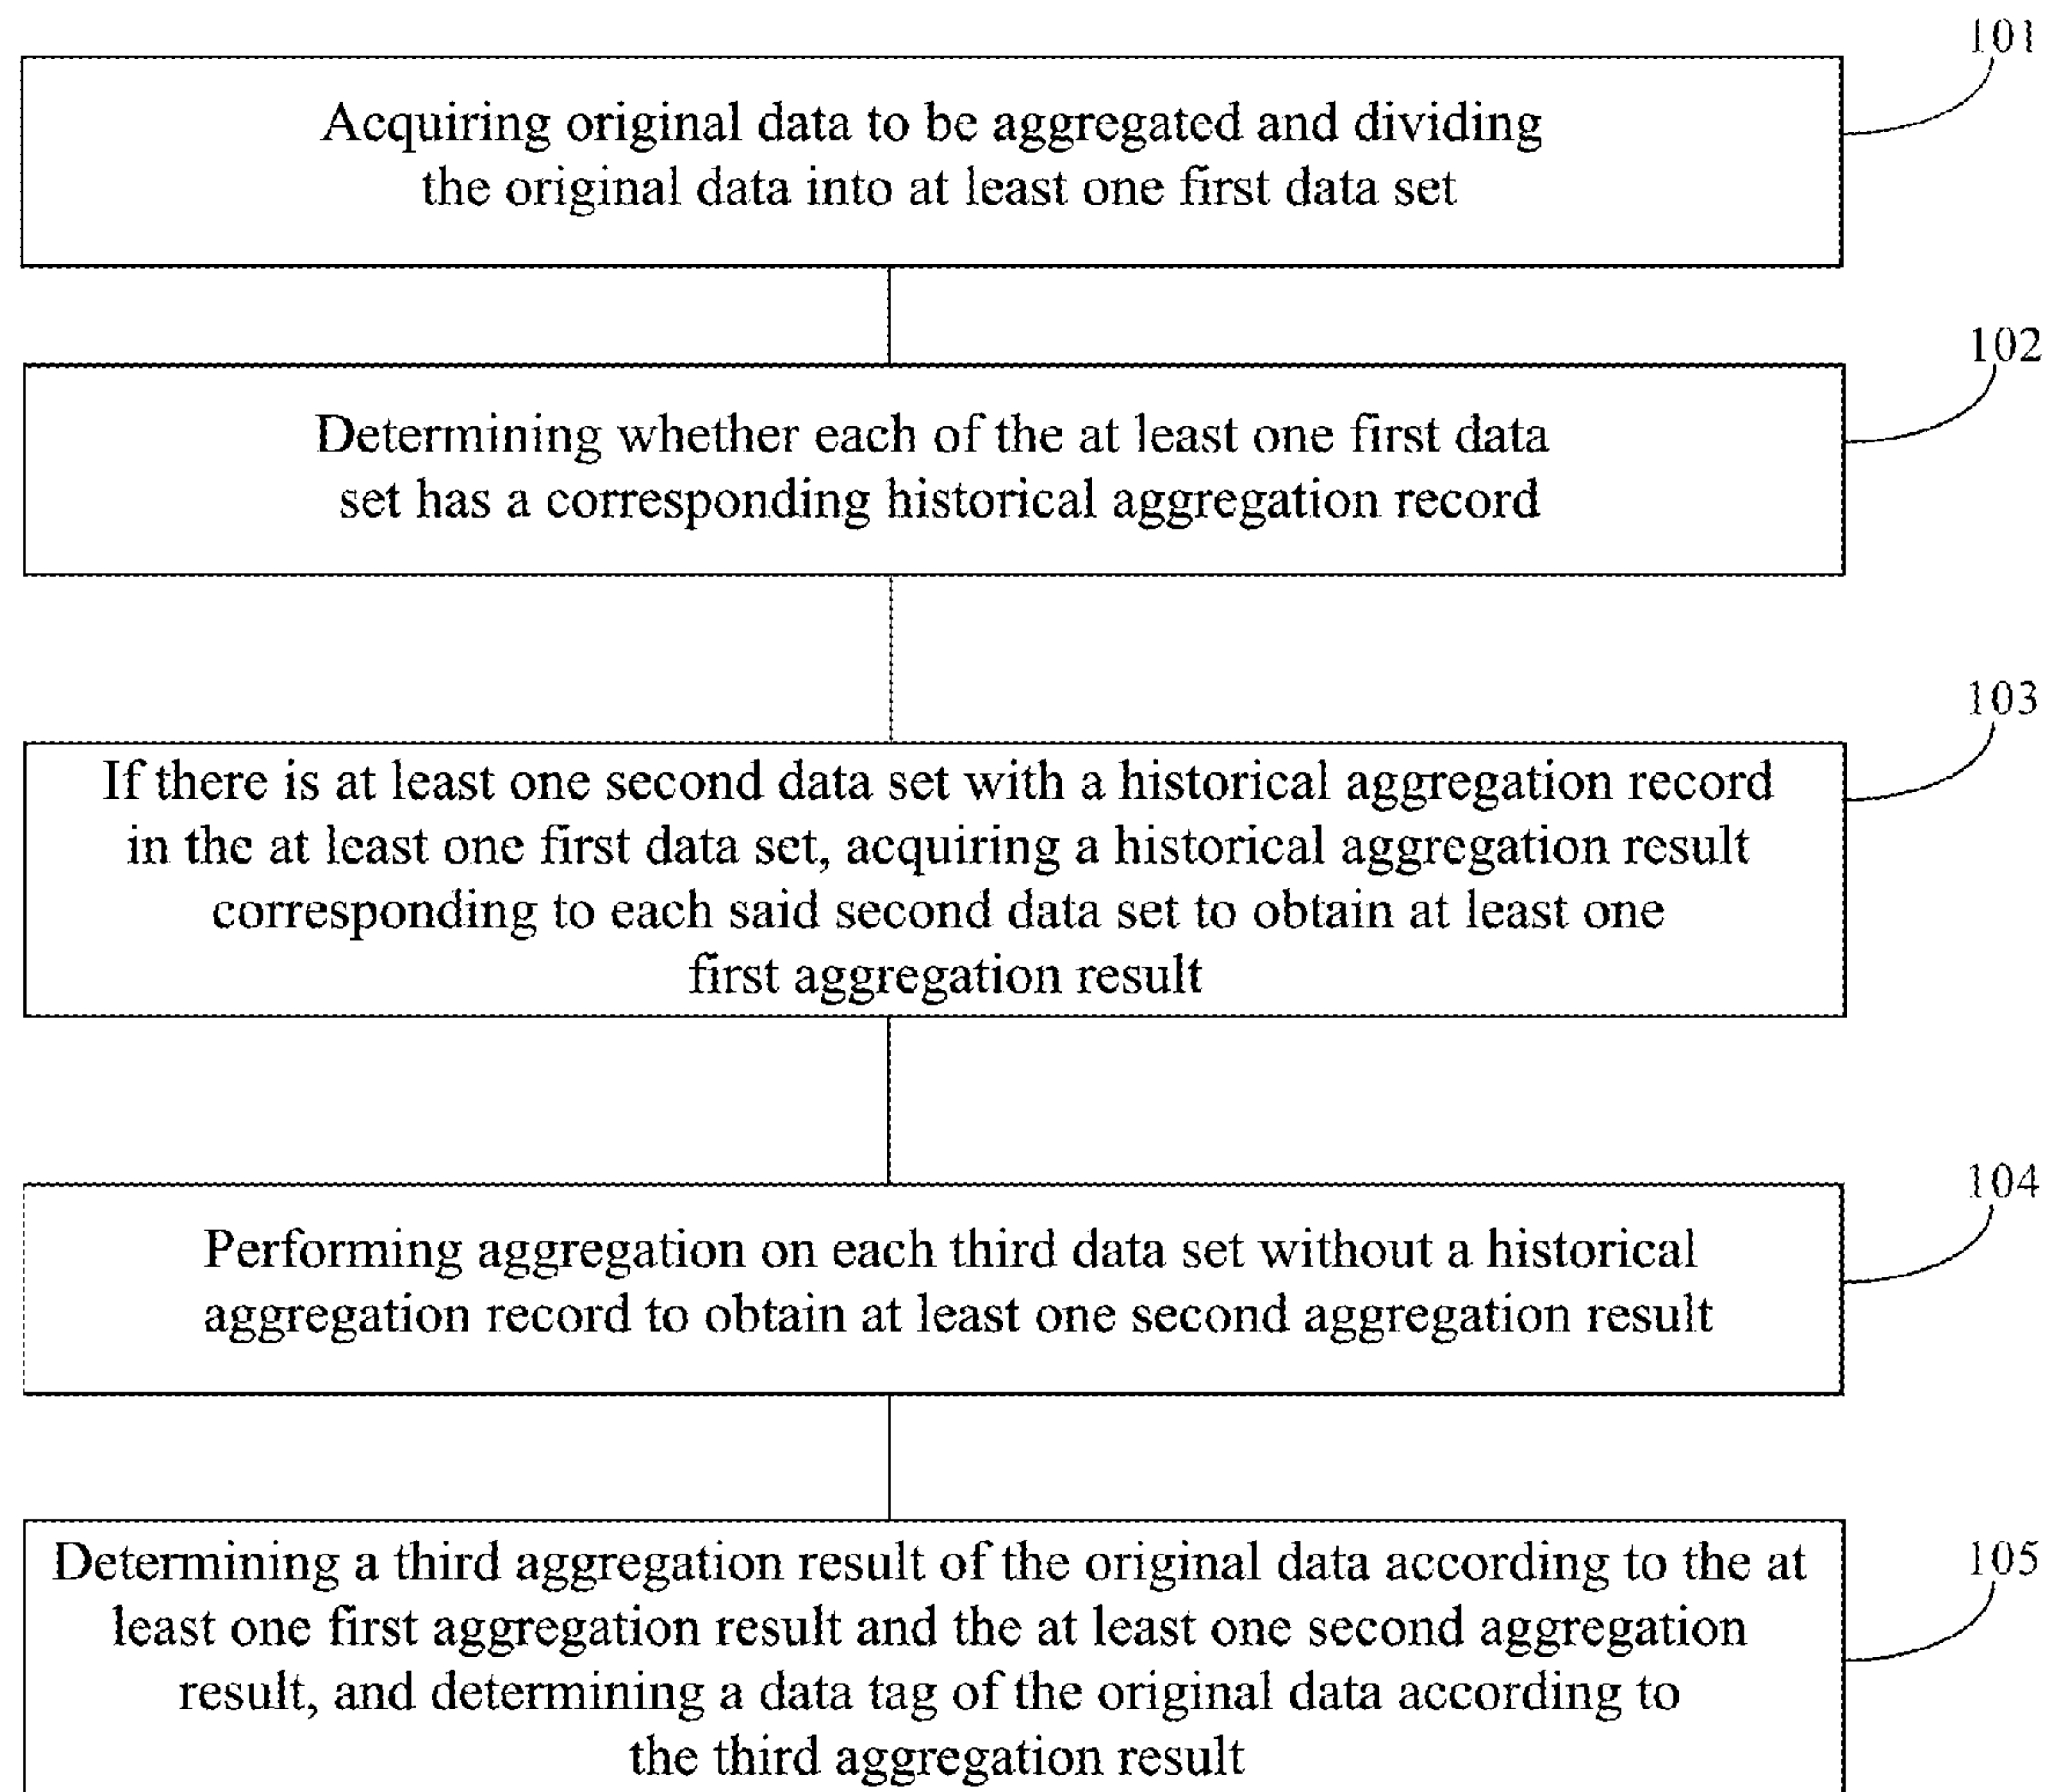 101
Acquiring original data to be aggregated and dividing
the original data into at least one first data set
102
Determining whether each of the at least one first data
set has a corresponding historical aggregation record
103
If there is at least one second data set with a historical aggregation record
in the at least one first data set, acquiring a historical aggregation result
corresponding to each said second data set to obtain at least one
first aggregation result
104
Performing aggregation on each third data set without a historical
aggregation record to obtain at least one second aggregation result
105
Determining a third aggregation result of the original data according to the at
least one first aggregation result and the at least one second aggregation
result, and determining a data tag of the original data according to
the third aggregation result